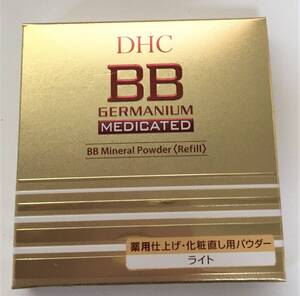 DHC
BB
GERMANIUM
MEDICATED
BB Mineral Powder〈Refill〉
薬用仕上げ・化粧直し用パウダー
ライト